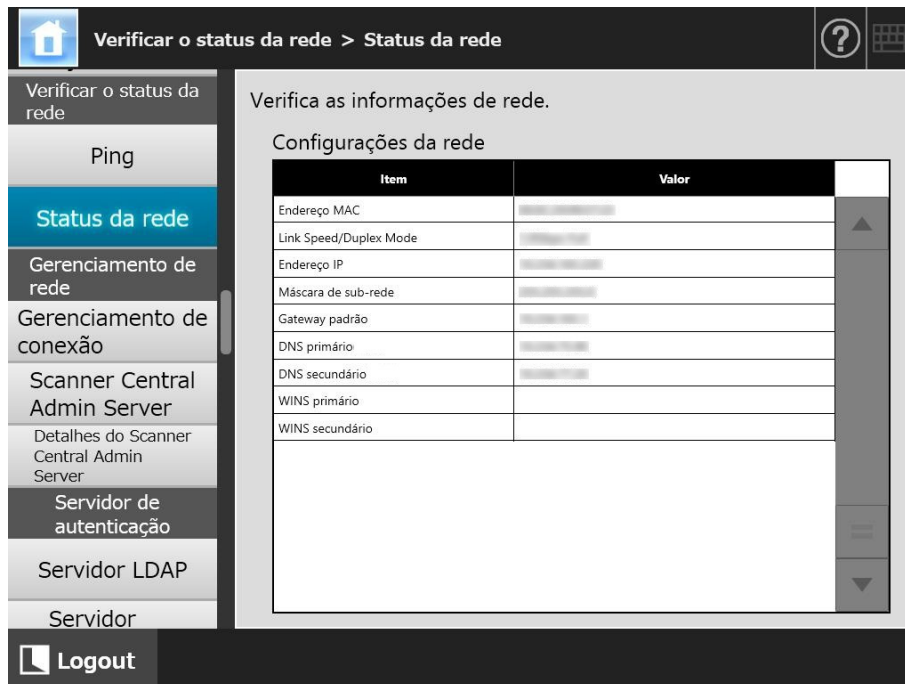 Verificar o status da rede > Status da rede
?
Verificar o status da
rede
Ping
Status da rede
Gerenciamento de
rede
Gerenciamento de
conexão
Scanner Central
Admin Server
Detalhes do Scanner
Central Admin
Server
Servidor de
autenticação
Servidor LDAP
Servidor
Verifica as informações de rede.
Configurações da rede
Item Valor
Endereço MAC
Link Speed/Duplex Mode
Endereço IP
Máscara de sub-rede
Gateway padrão
DNS primário
DNS secundário
WINS primário
WINS secundário
Logout